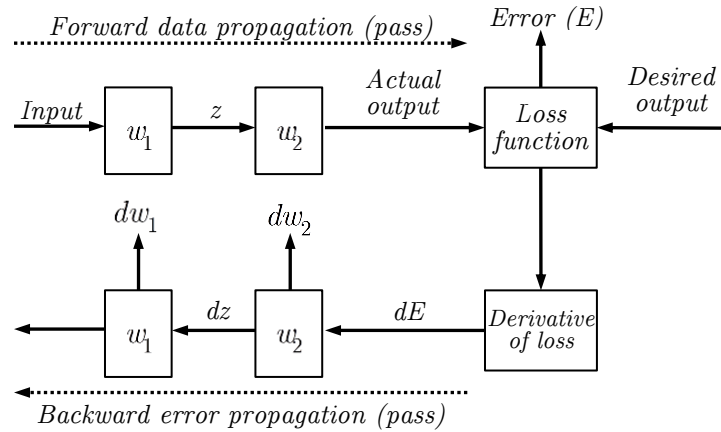 Forward data propagation (pass)
Error (E)
Input
w₁
z
w₂
Actual
output
Loss
function
Desired
output
dw₁
dw₂
w₁
dz
w₂
dE
Derivative
of loss
Backward error propagation (pass)